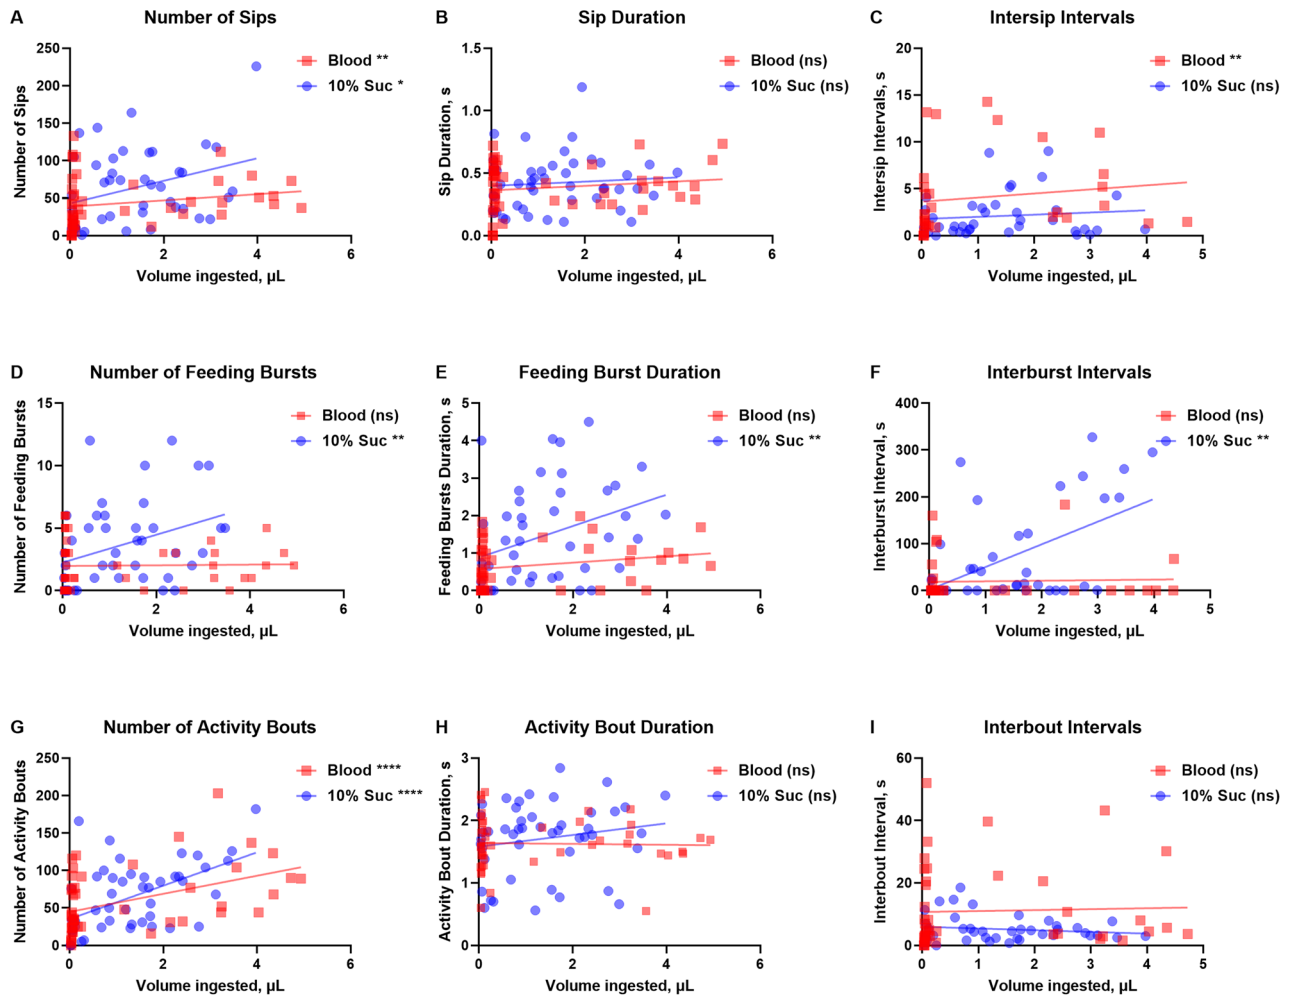 A Number of Sips
Number of Sips
250
200
150
100
50
0
0 2 4 6
Volume ingested, µL
Blood **
10% Suc *
B Sip Duration
Sip Duration, s
1.5
1.0
0.5
0.0
0 2 4 6
Volume ingested, µL
Blood (ns)
10% Suc (ns)
C Intersip Intervals
Intersip Intervals, s
20
15
10
5
0
0 1 2 3 4 5
Volume ingested, µL
Blood **
10% Suc (ns)
D Number of Feeding Bursts
Number of Feeding Bursts
15
10
5
0
0 2 4 6
Volume ingested, µL
Blood (ns)
10% Suc **
E Feeding Burst Duration
Feeding Bursts Duration, s
5
4
3
2
1
0
0 2 4 6
Volume ingested, µL
Blood (ns)
10% Suc **
F Interburst Intervals
Interburst Interval, s
400
300
200
100
0
0 1 2 3 4 5
Volume ingested, µL
Blood (ns)
10% Suc **
G Number of Activity Bouts
Number of Activity Bouts
250
200
150
100
50
0
0 2 4 6
Volume ingested, µL
Blood ****
10% Suc ****
H Activity Bout Duration
Activity Bout Duration, s
3
2
1
0
0 2 4 6
Volume ingested, µL
Blood (ns)
10% Suc (ns)
I Interbout Intervals
Interbout Interval, s
60
40
20
0
0 1 2 3 4 5
Volume ingested, µL
Blood (ns)
10% Suc (ns)